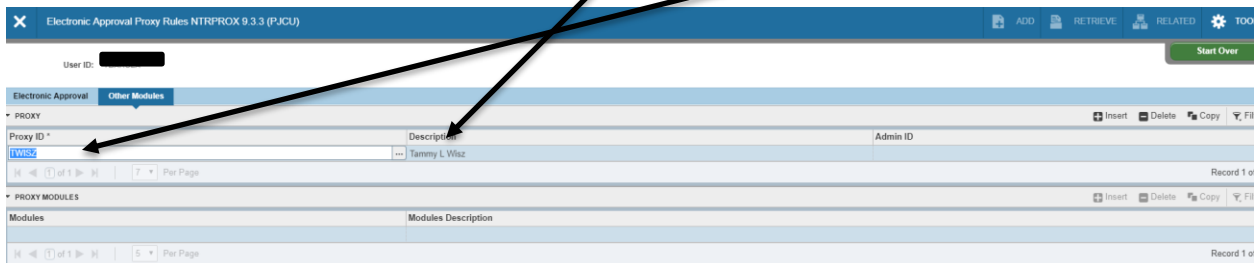 Electronic Approval Proxy Rules NTRPROX 9.3.3 (PJCU) ADD RETRIEVE RELATED TOO
User ID: Start Over
Electronic Approval Other Modules
PROXY Insert Delete Copy Fil
Proxy ID * Description Admin ID
TWISZ ... Tammy L Wisz
1 of 1 7 Per Page Record 1 of
PROXY MODULES Insert Delete Copy Fil
Modules Modules Description
1 of 1 5 Per Page Record 1 of